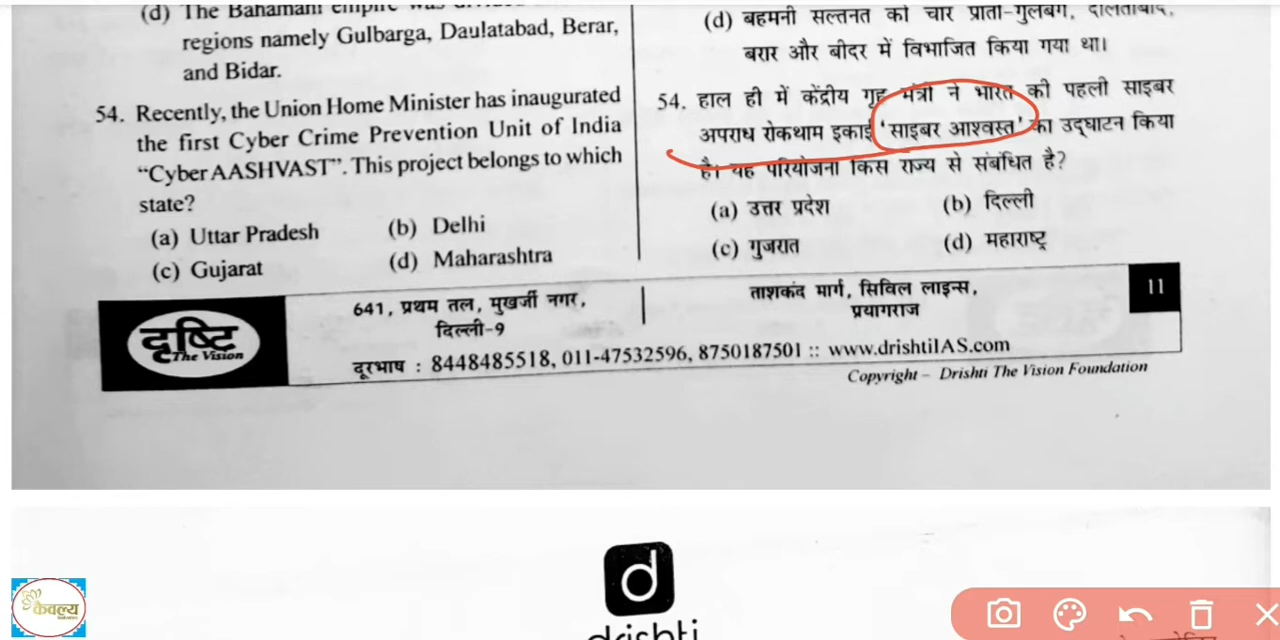 (d) The Bahamani empire was
regions namely Gulbarga, Daulatabad, Berar,
and Bidar.
54. Recently, the Union Home Minister has inaugurated
the first Cyber Crime Prevention Unit of India
“Cyber AASHVAST”. This project belongs to which
state?
(a) Uttar Pradesh (b) Delhi
(c) Gujarat (d) Maharashtra
(d) बहमनी सल्तनत को चार प्रांतों-गुलबर्ग, दौलताबाद,
बरार और बीदर में विभाजित किया गया था।
54. हाल ही में केंद्रीय गृह मंत्री ने भारत की पहली साइबर
अपराध रोकथाम इकाई ‘साइबर आश्वस्त’ का उद्घाटन किया
है। यह परियोजना किस राज्य से संबंधित है?
(a) उत्तर प्रदेश (b) दिल्ली
(c) गुजरात (d) महाराष्ट्र
दृष्टि
The Vision
641, प्रथम तल, मुखर्जी नगर,
दिल्ली-9
ताशकंद मार्ग, सिविल लाइन्स,
प्रयागराज
दूरभाष : 8448485518, 011-47532596, 8750187501 :: www.drishtiIAS.com
11
Copyright – Drishti The Vision Foundation
d
drishti
कैवल्य